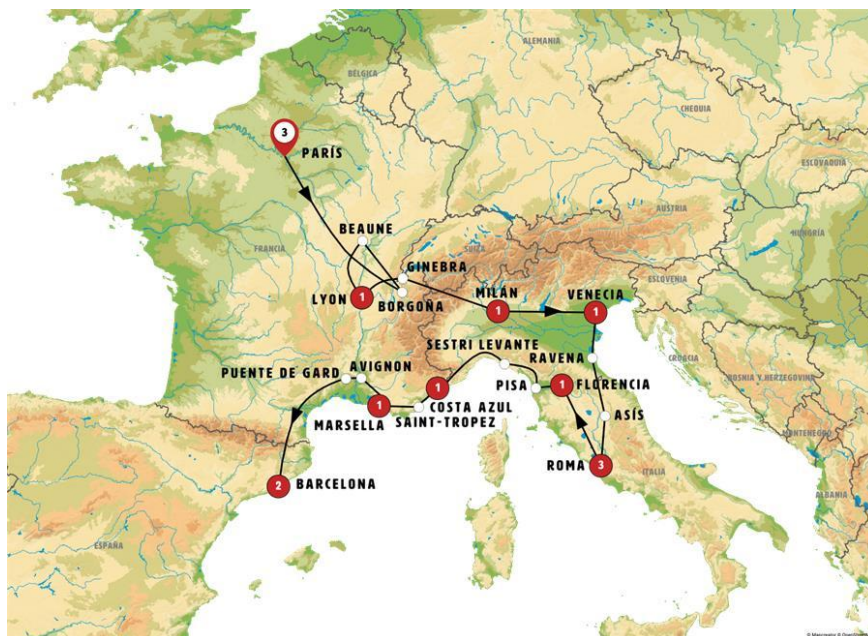 ALEMANIA
BÉLGICA
CHEQUIA
3
PARÍS
ESCOVAQUIA
AUSTRIA
BEAUNE
HUNGRÍA
FRANCIA
SUIZA
GINEBRA
ESLOVENIA
LYON
1
BORGOÑA
MILÁN
1
VENECIA
1
SESTRI LEVANTE
RAVENA
CROACIA
PUENTE DE GARD
AVIGNON
BOSNIA Y HERZEGOVINA
PISA
1
FLORENCIA
1
COSTA AZUL
MARSELLA
1
SAINT-TROPEZ
ASÍS
MONTENEGRO
ROMA
3
ITALIA
2
BARCELONA
ALBANIA
ESPAÑA